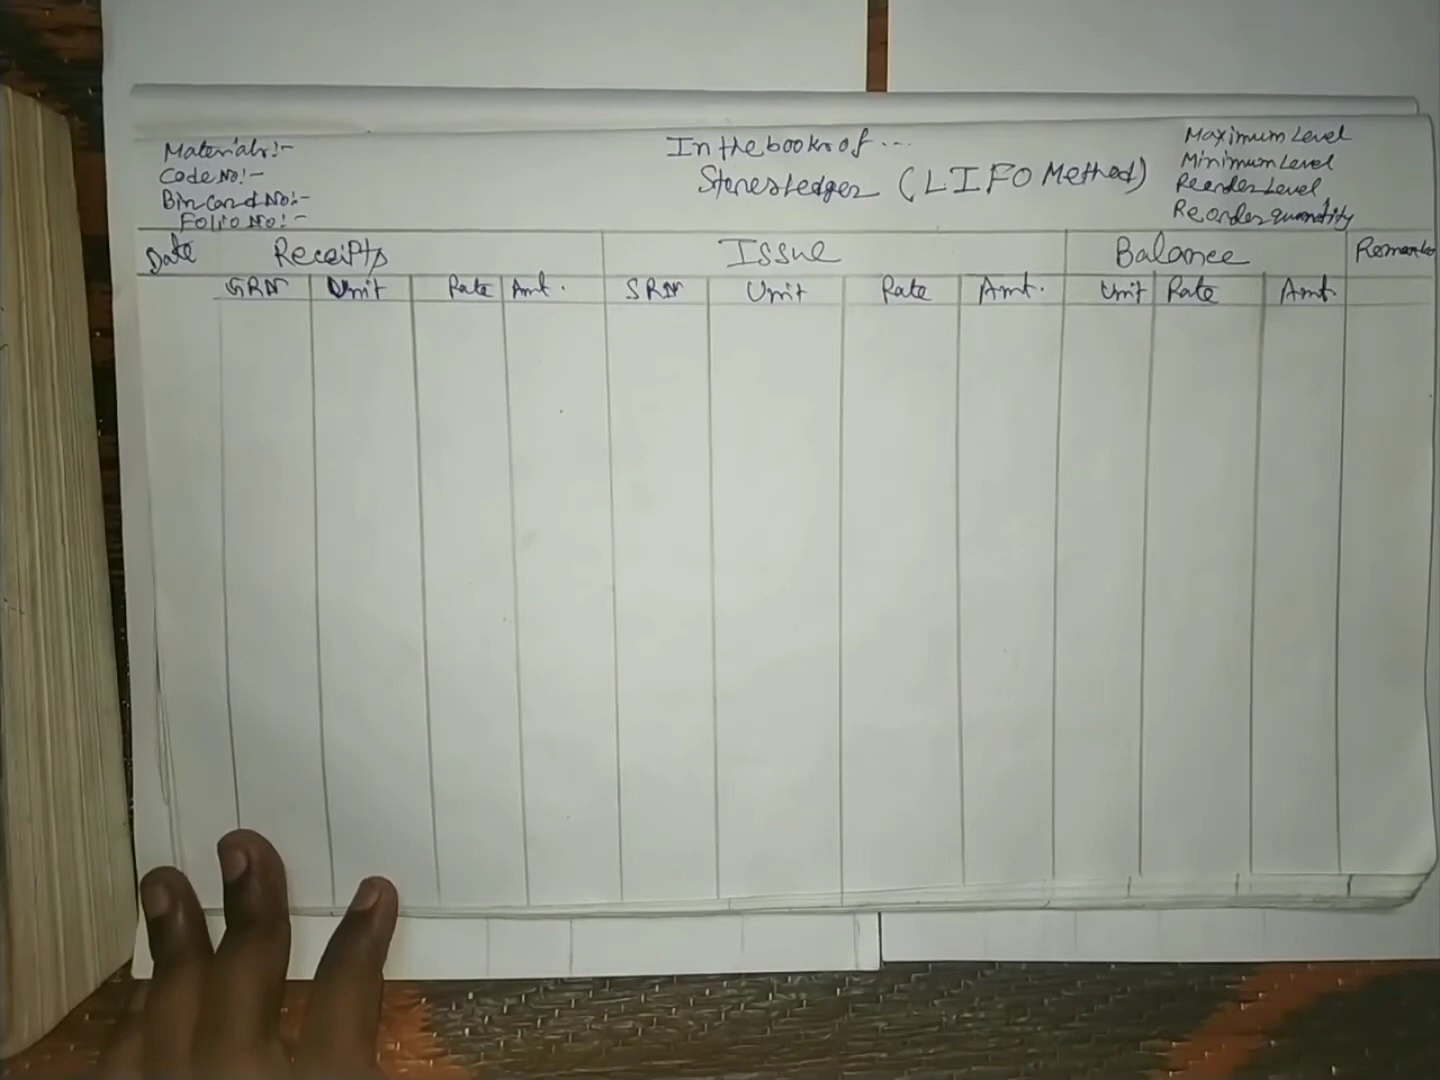 Materials:-
Code No:-
Bin Card No:-
Folio No:-
In the books of...
Stores Ledger (LIFO Method)
Maximum Level
Minimum Level
Reorder Level
Reorder quantity
Date Receipts Issue Balance Remarks
GRN Unit Rate Amt. SRN Unit Rate Amt. Unit Rate Amt.